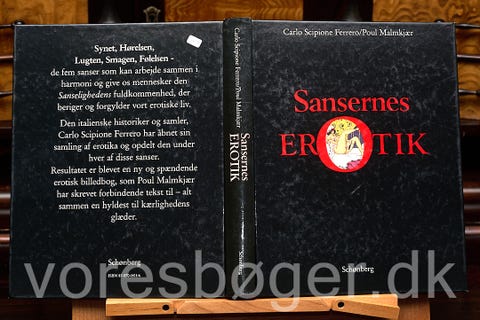 Synet, Hørelsen,
Lugten, Smagen, Følelsen -
de fem sanser som kan arbejde sammen i
harmoni og give os mennesker den
Sanselighedens fuldkommenhed, der
beriger og forgylder vort erotiske liv.
Den italienske historiker og samler,
Carlo Scipione Ferrero har åbnet sin
samling af erotika og opdelt den under
hver af disse sanser.
Resultatet er blevet en ny og spændende
erotisk billedbog, som Poul Malmkjær
har skrevet forbindende tekst til – alt
sammen en hyldest til kærlighedens
glæder.
Schønberg
Carlo Scipione Ferrero/Poul Malmkjær
Sansernes
EROTIK
Carlo Scipione Ferrero/Poul Malmkjær
Sansernes
EROTIK
Schønberg
voresbøger.dk